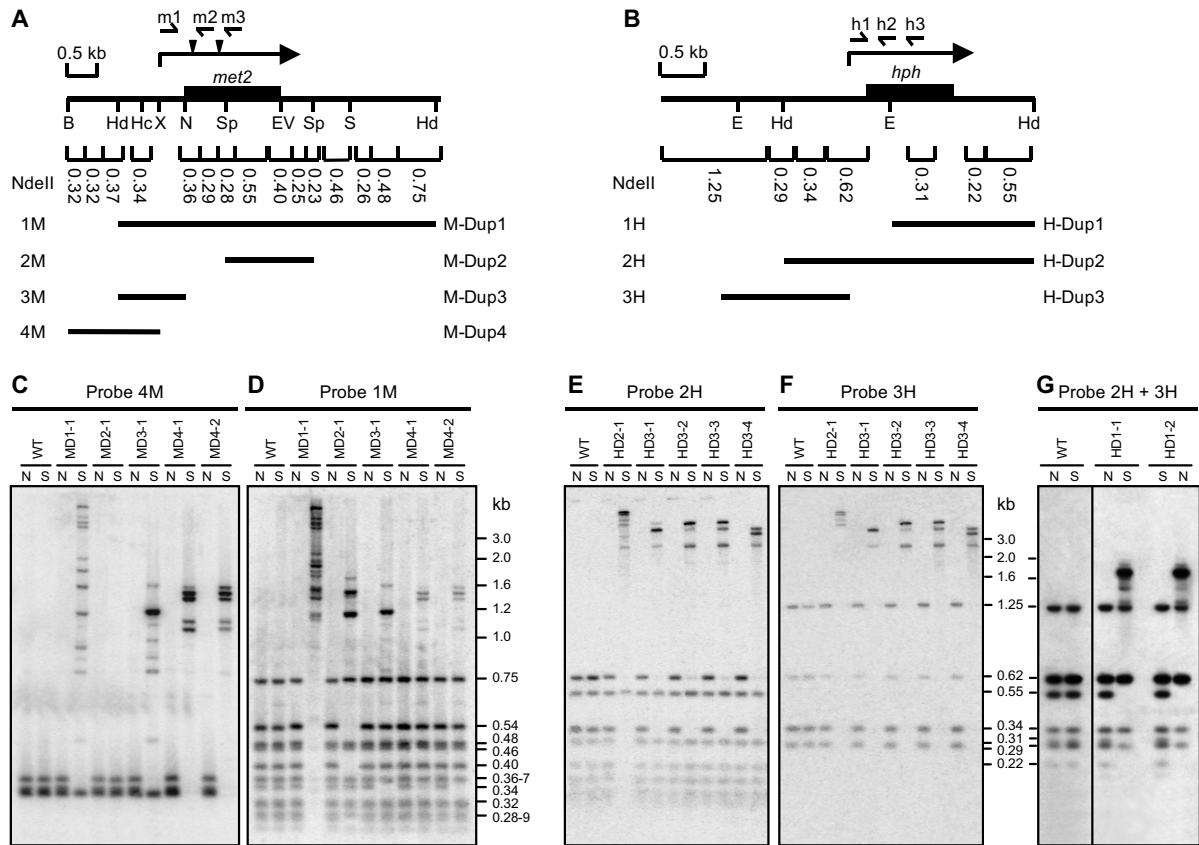 A
m1 m2 m3
0.5 kb
met2
B Hd Hc X N Sp EV Sp S Hd
NdeII
0.32 0.32 0.37 0.34 0.36 0.29 0.28 0.55 0.40 0.25 0.23 0.46 0.26 0.48 0.75
1M M-Dup1
2M M-Dup2
3M M-Dup3
4M M-Dup4
B
h1 h2 h3
0.5 kb
hph
E Hd E Hd
NdeII
1.25 0.29 0.34 0.62 0.31 0.22 0.55
1H H-Dup1
2H H-Dup2
3H H-Dup3
C
Probe 4M
WT MD1-1 MD2-1 MD3-1 MD4-1 MD4-2
N S N S N S N S N S N S
D
Probe 1M
WT MD1-1 MD2-1 MD3-1 MD4-1 MD4-2
N S N S N S N S N S N S
kb
3.0
2.0
1.6
1.2
1.0
0.75
0.54
0.48
0.46
0.40
0.36-7
0.34
0.32
0.28-9
E
Probe 2H
WT HD2-1 HD3-1 HD3-2 HD3-3 HD3-4
N S N S N S N S N S N S
F
Probe 3H
WT HD2-1 HD3-1 HD3-2 HD3-3 HD3-4
N S N S N S N S N S N S
kb
3.0
2.0
1.6
1.25
0.62
0.55
0.34
0.31
0.29
0.22
G
Probe 2H + 3H
WT HD1-1 HD1-2
N S N S S N